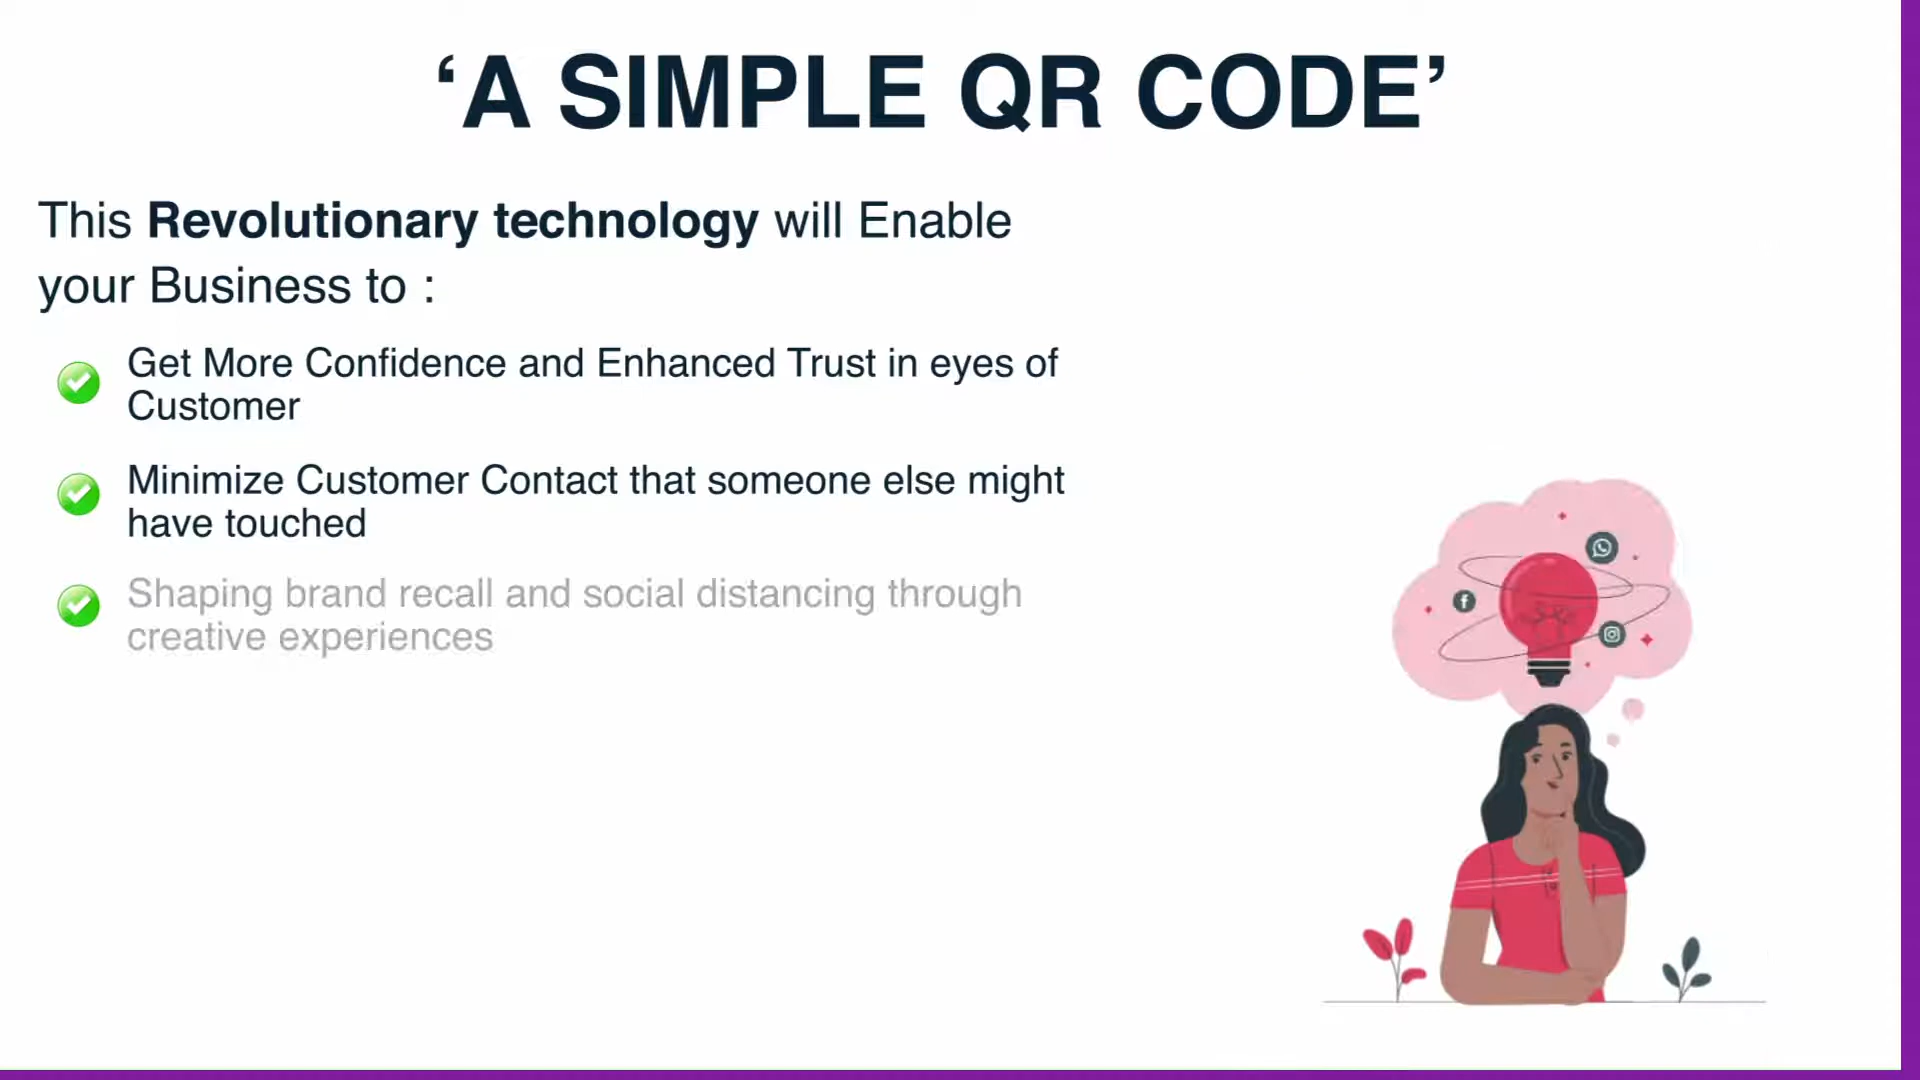 ‘A SIMPLE QR CODE’
This Revolutionary technology will Enable
your Business to :
Get More Confidence and Enhanced Trust in eyes of
Customer
Minimize Customer Contact that someone else might
have touched
Shaping brand recall and social distancing through
creative experiences